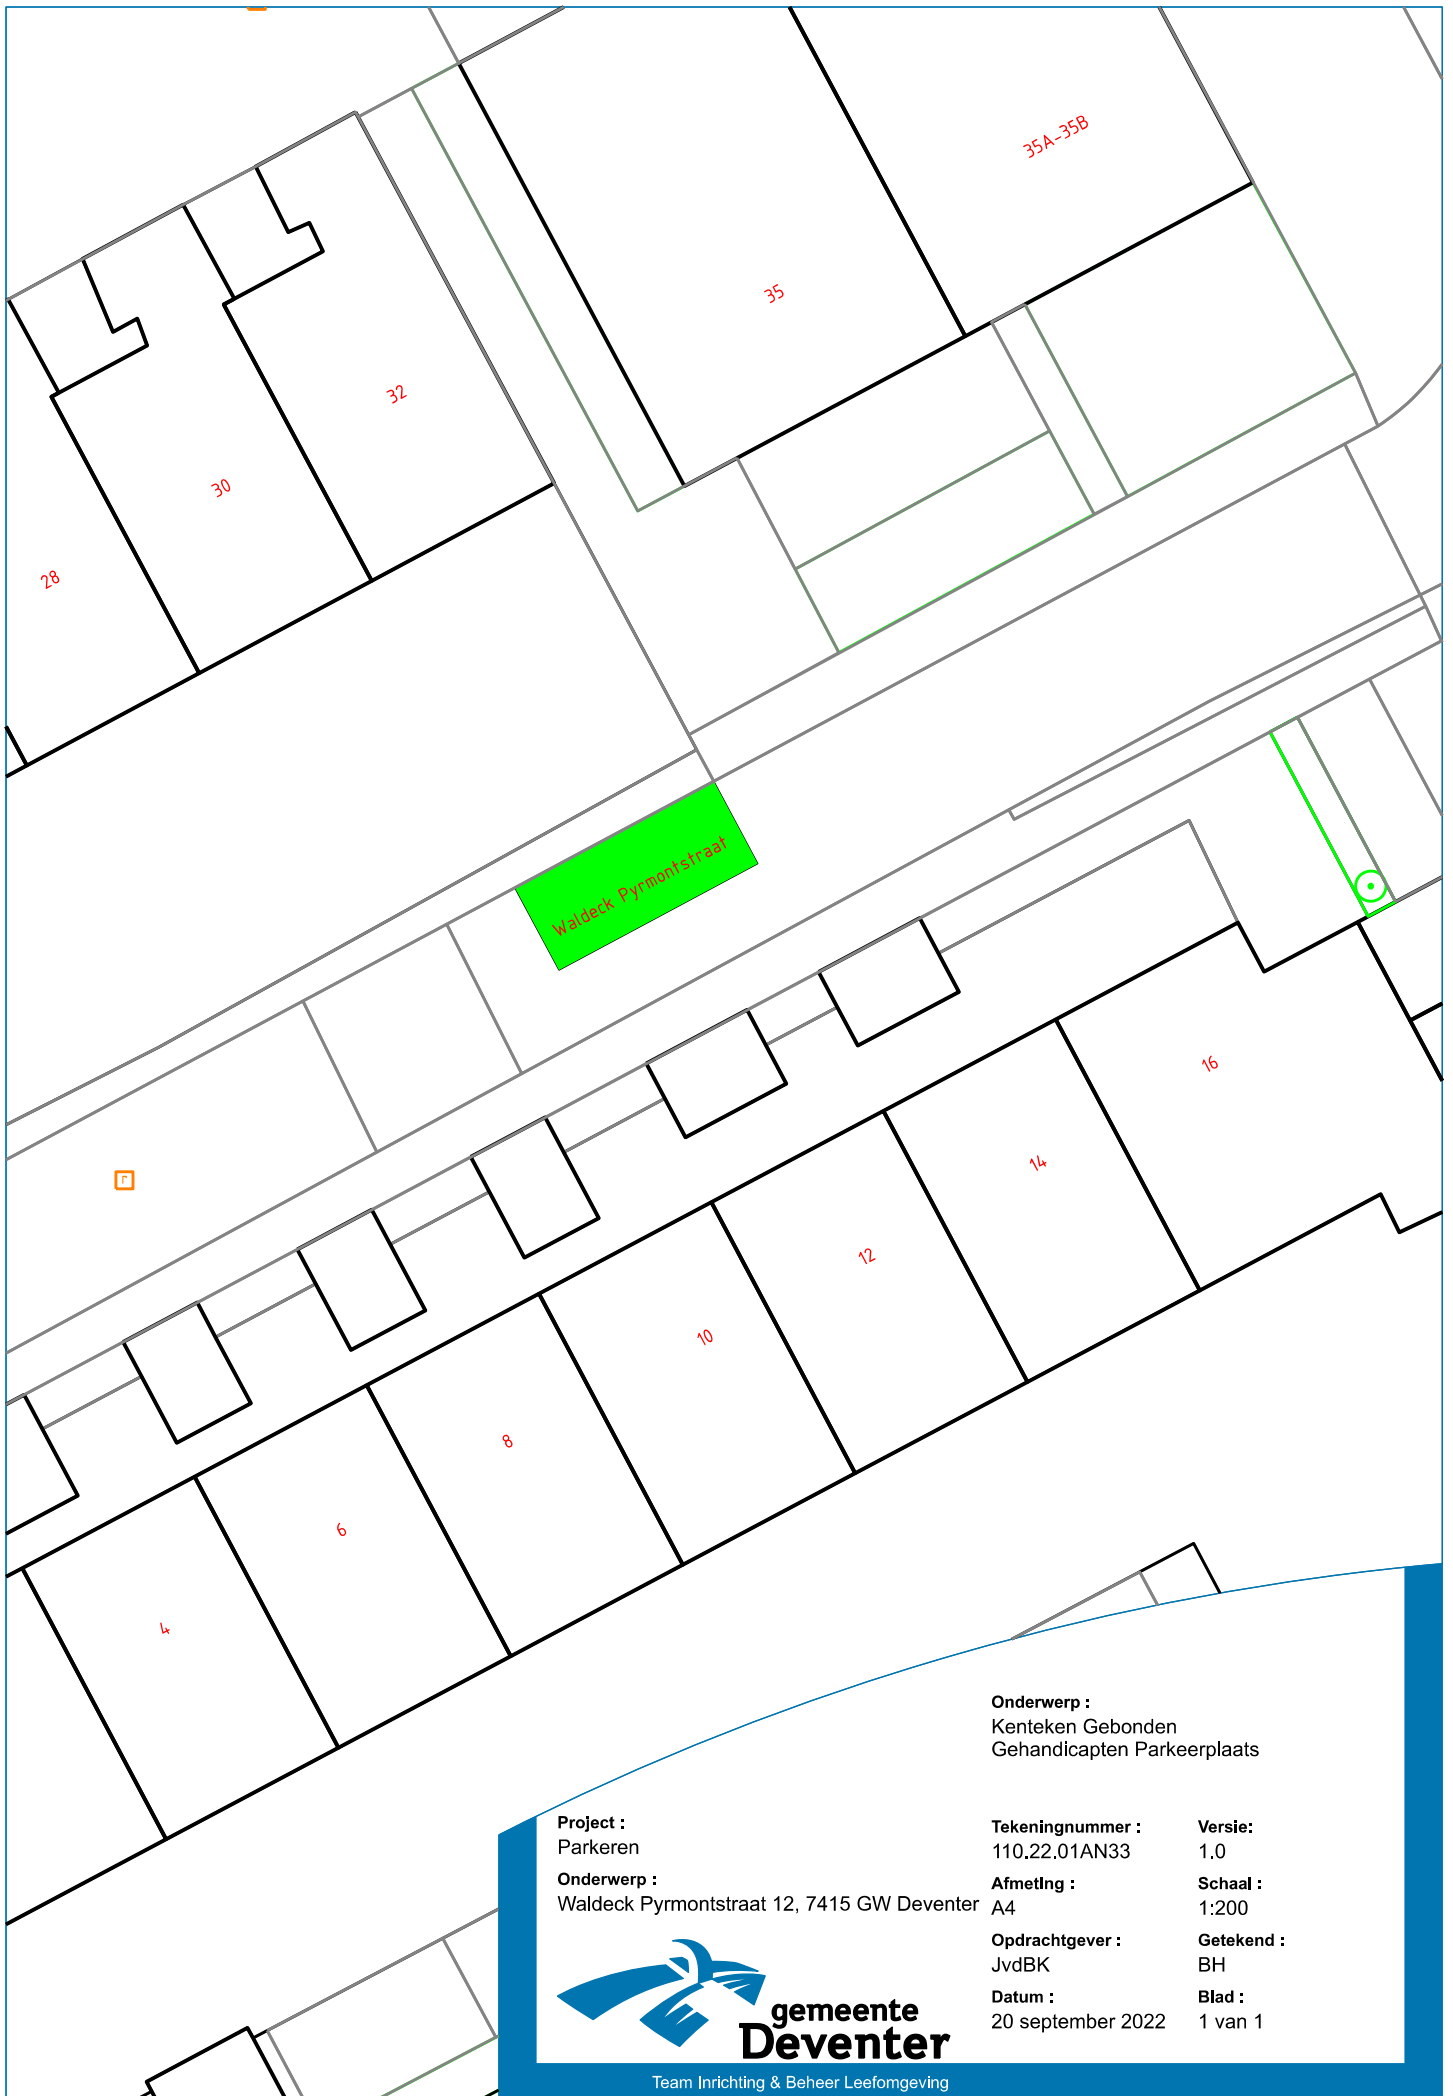 35A-35B
35
32
30
28
Waldeck Pyrmontstraat
16
14
12
10
8
6
4
Onderwerp :
Kenteken Gebonden
Gehandicapten Parkeerplaats
Project :
Parkeren
Onderwerp :
Waldeck Pyrmontstraat 12, 7415 GW Deventer
Tekeningnummer :
110.22.01AN33
Versie:
1.0
Afmeting :
A4
Schaal :
1:200
Opdrachtgever :
JvdBK
Getekend :
BH
Datum :
20 september 2022
Blad :
1 van 1
gemeente
Deventer
Team Inrichting & Beheer Leefomgeving